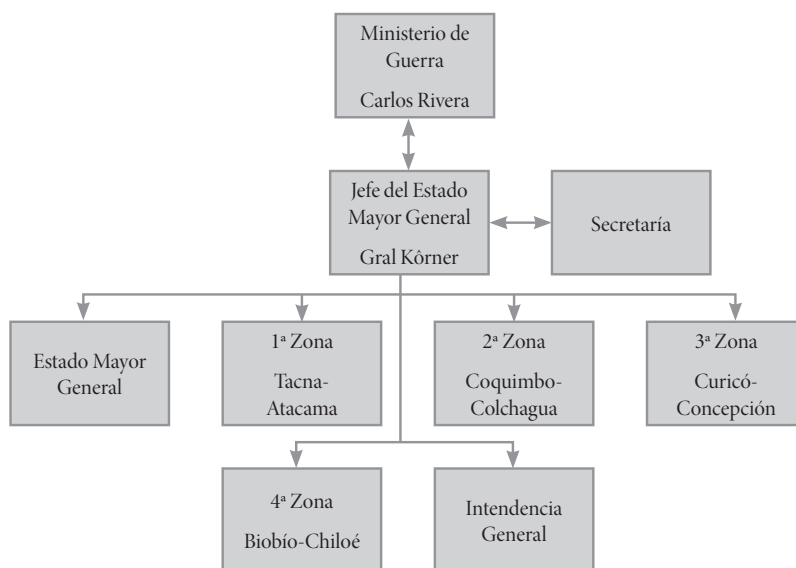 Ministerio de
Guerra
Carlos Rivera
Jefe del Estado
Mayor General
Gral Kôrner
Secretaría
Estado Mayor
General
1ª Zona
Tacna-
Atacama
2ª Zona
Coquimbo-
Colchagua
3ª Zona
Curicó-
Concepción
4ª Zona
Biobío-Chiloé
Intendencia
General